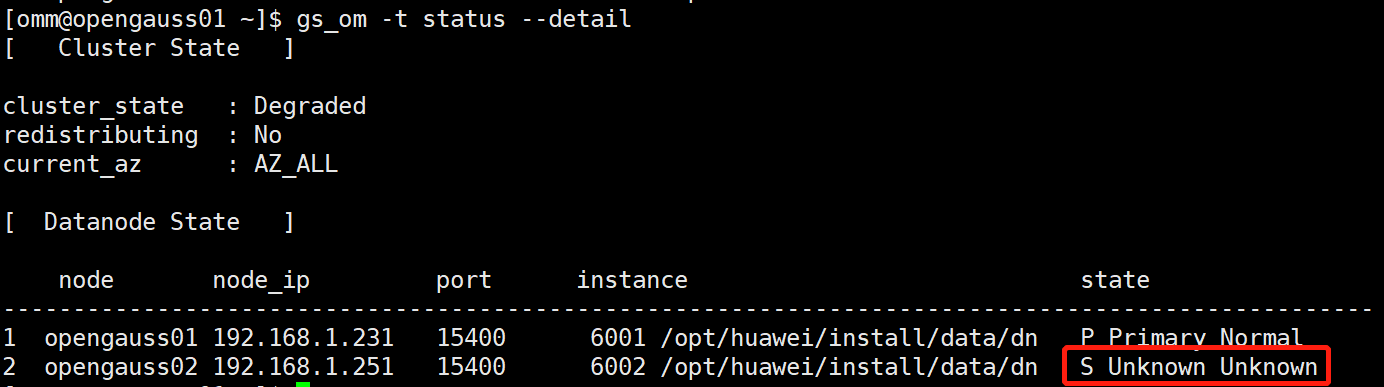 [omm@opengauss01 ~]$ gs_om -t status --detail
[   Cluster State   ]
cluster_state   : Degraded
redistributing  : No
current_az      : AZ_ALL
[  Datanode State   ]
    node       node_ip         port      instance                            state
--------------------------------------------------------------------------------------------------
1  opengauss01 192.168.1.231   15400      6001 /opt/huawei/install/data/dn   P Primary Normal
2  opengauss02 192.168.1.251   15400      6002 /opt/huawei/install/data/dn   S Unknown Unknown